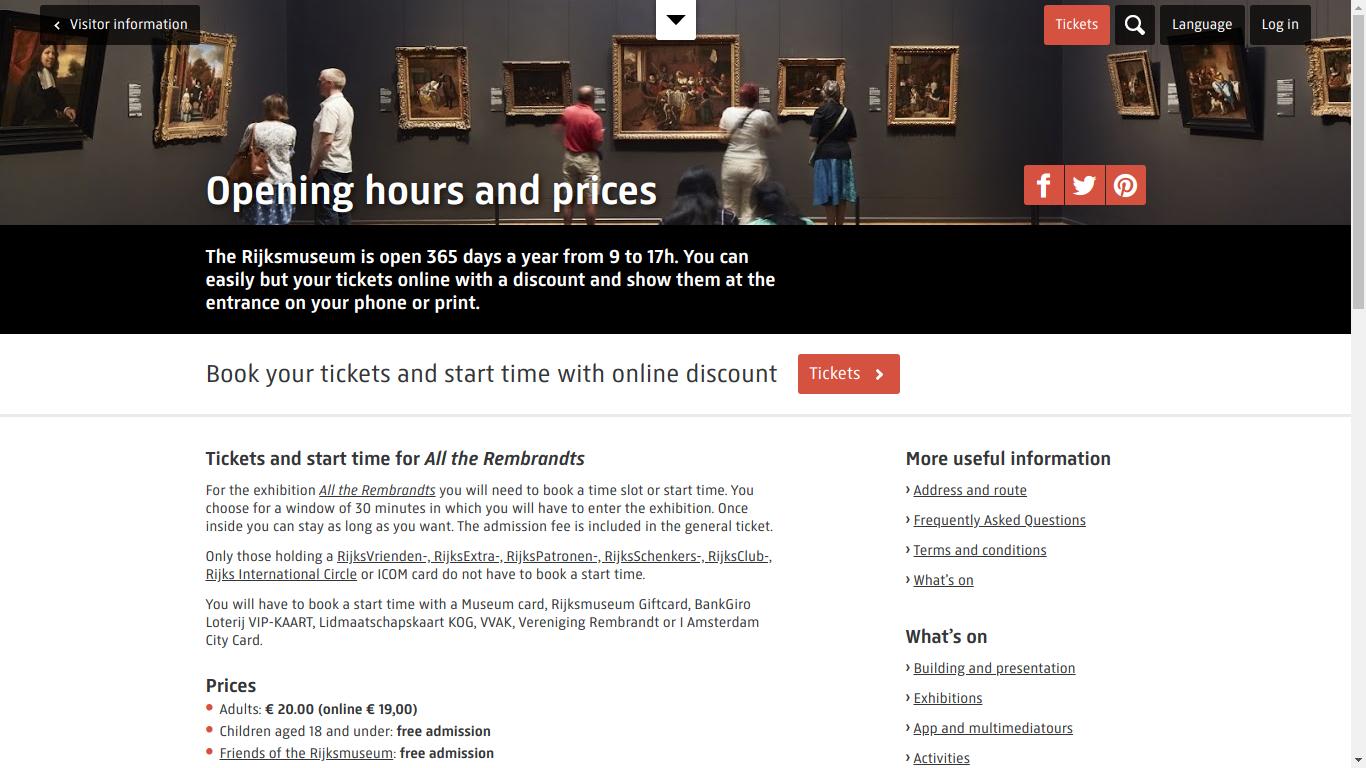 Visitor information
Tickets
Language
Log in
Opening hours and prices
The Rijksmuseum is open 365 days a year from 9 to 17h. You can
easily but your tickets online with a discount and show them at the
entrance on your phone or print.
Book your tickets and start time with online discount
Tickets
Tickets and start time for All the Rembrandts
For the exhibition All the Rembrandts you will need to book a time slot or start time. You
choose for a window of 30 minutes in which you will have to enter the exhibition. Once
inside you can stay as long as you want. The admission fee is included in the general ticket.
Only those holding a RijksVrienden-, RijksExtra-, RijksPatronen-, RijksSchenkers-, RijksClub-,
Rijks International Circle or ICOM card do not have to book a start time.
You will have to book a start time with a Museum card, Rijksmuseum Giftcard, BankGiro
Loterij VIP-KAART, Lidmaatschapskaart KOG, VVAK, Vereniging Rembrandt or I Amsterdam
City Card.
Prices
Adults: € 20.00 (online € 19,00)
Children aged 18 and under: free admission
Friends of the Rijksmuseum: free admission
More useful information
Address and route
Frequently Asked Questions
Terms and conditions
What's on
What's on
Building and presentation
Exhibitions
App and multimediatours
Activities